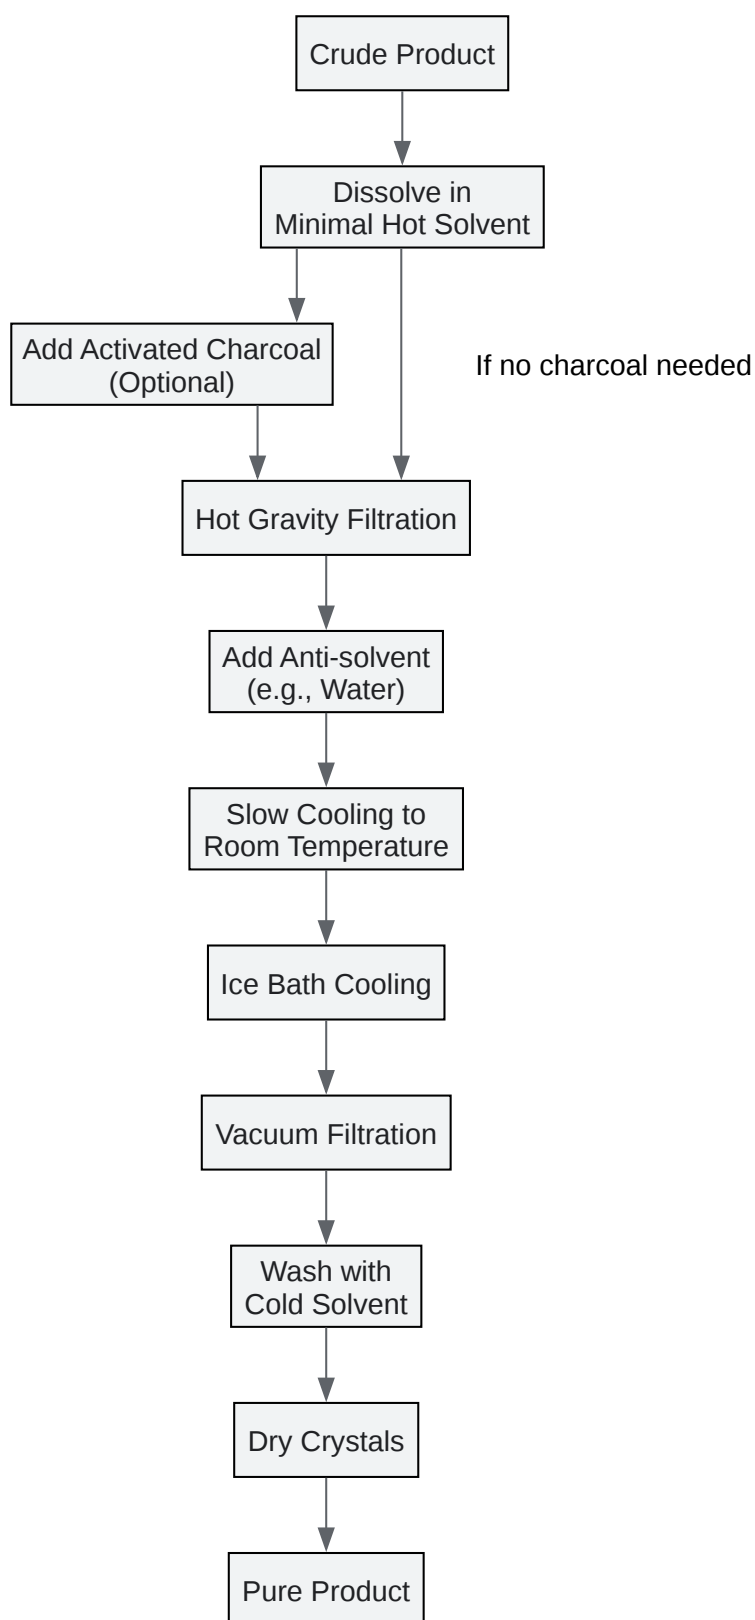 Crude Product
Dissolve in
Minimal Hot Solvent
Add Activated Charcoal
(Optional)
If no charcoal needed
Hot Gravity Filtration
Add Anti-solvent
(e.g., Water)
Slow Cooling to
Room Temperature
Ice Bath Cooling
Vacuum Filtration
Wash with
Cold Solvent
Dry Crystals
Pure Product